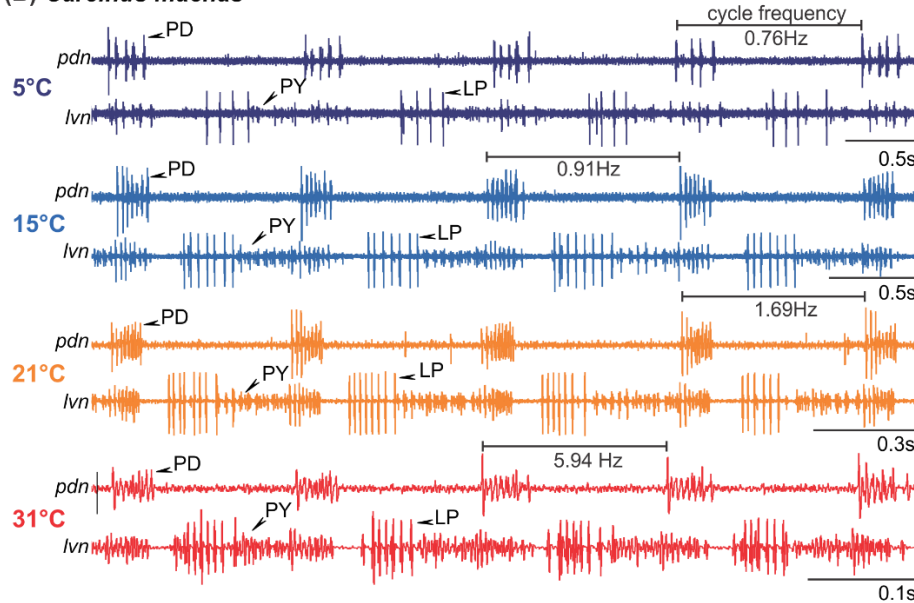 cycle frequency
PD
0.76Hz
pdn
5°C
PY
LP
lvn
0.5s
PD
0.91Hz
pdn
15°C
PY
LP
lvn
0.5s
1.69Hz
PD
pdn
21°C
PY
LP
lvn
0.3s
5.94 Hz
PD
pdn
31°C
PY
LP
lvn
0.1s